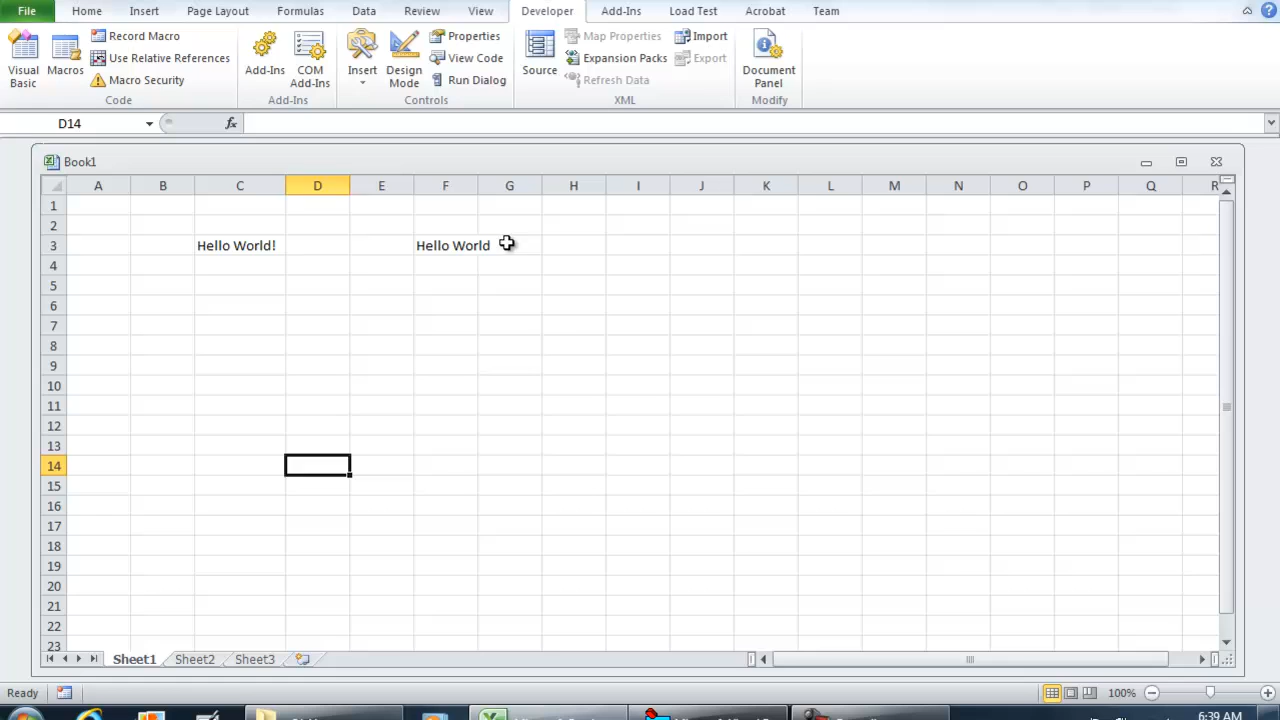 File Home Insert Page Layout Formulas Data Review View Developer Add-Ins Load Test Acrobat Team
Record Macro
Use Relative References
Macro Security
Visual Basic
Macros
Code
Add-Ins
COM Add-Ins
Add-Ins
Insert
Design Mode
Properties
View Code
Run Dialog
Controls
Source
Map Properties
Expansion Packs
Refresh Data
Import
Export
XML
Document Panel
Modify
D14 fx
Book1
A B C D E F G H I J K L M N O P Q R
1
2
3 Hello World! Hello World
4
5
6
7
8
9
10
11
12
13
14
15
16
17
18
19
20
21
22
23
Sheet1 Sheet2 Sheet3
Ready 100%
6:39 AM